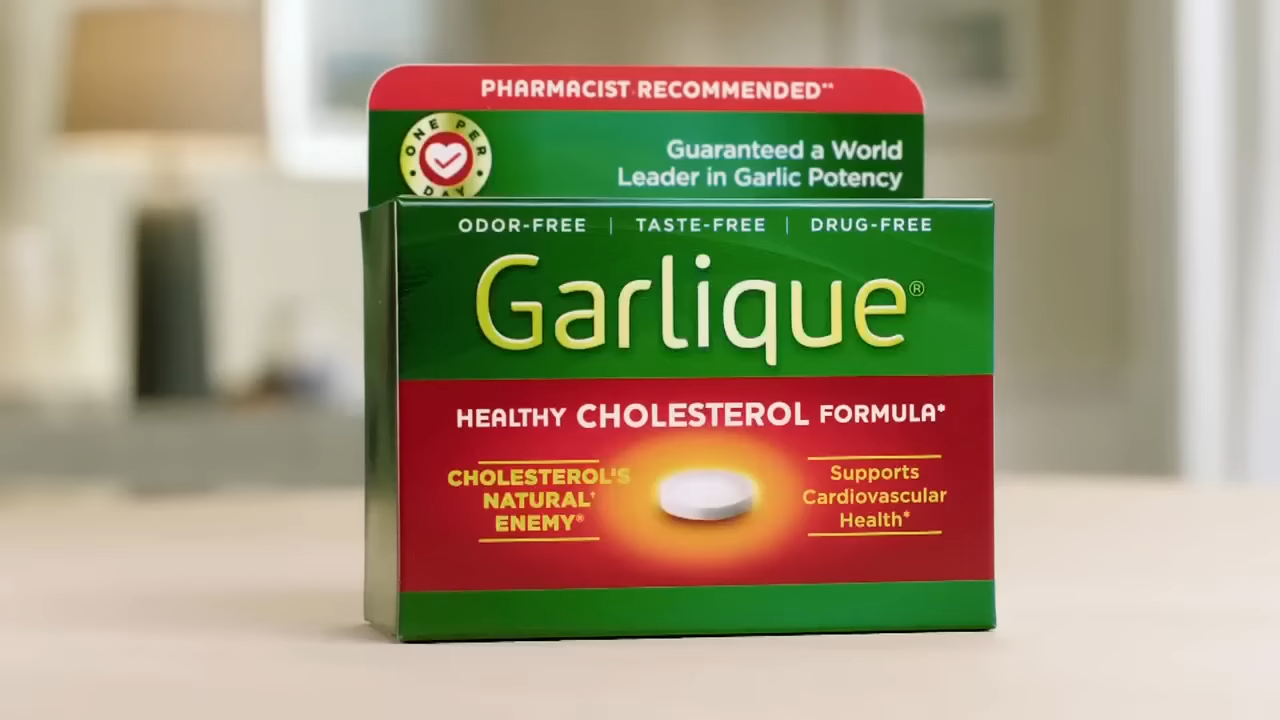 PHARMACIST RECOMMENDED**
ONE PER DAY
Guaranteed a World
Leader in Garlic Potency
ODOR-FREE | TASTE-FREE | DRUG-FREE
Garlique®
HEALTHY CHOLESTEROL FORMULA*
CHOLESTEROL'S
NATURAL†
ENEMY®
Supports
Cardiovascular
Health*